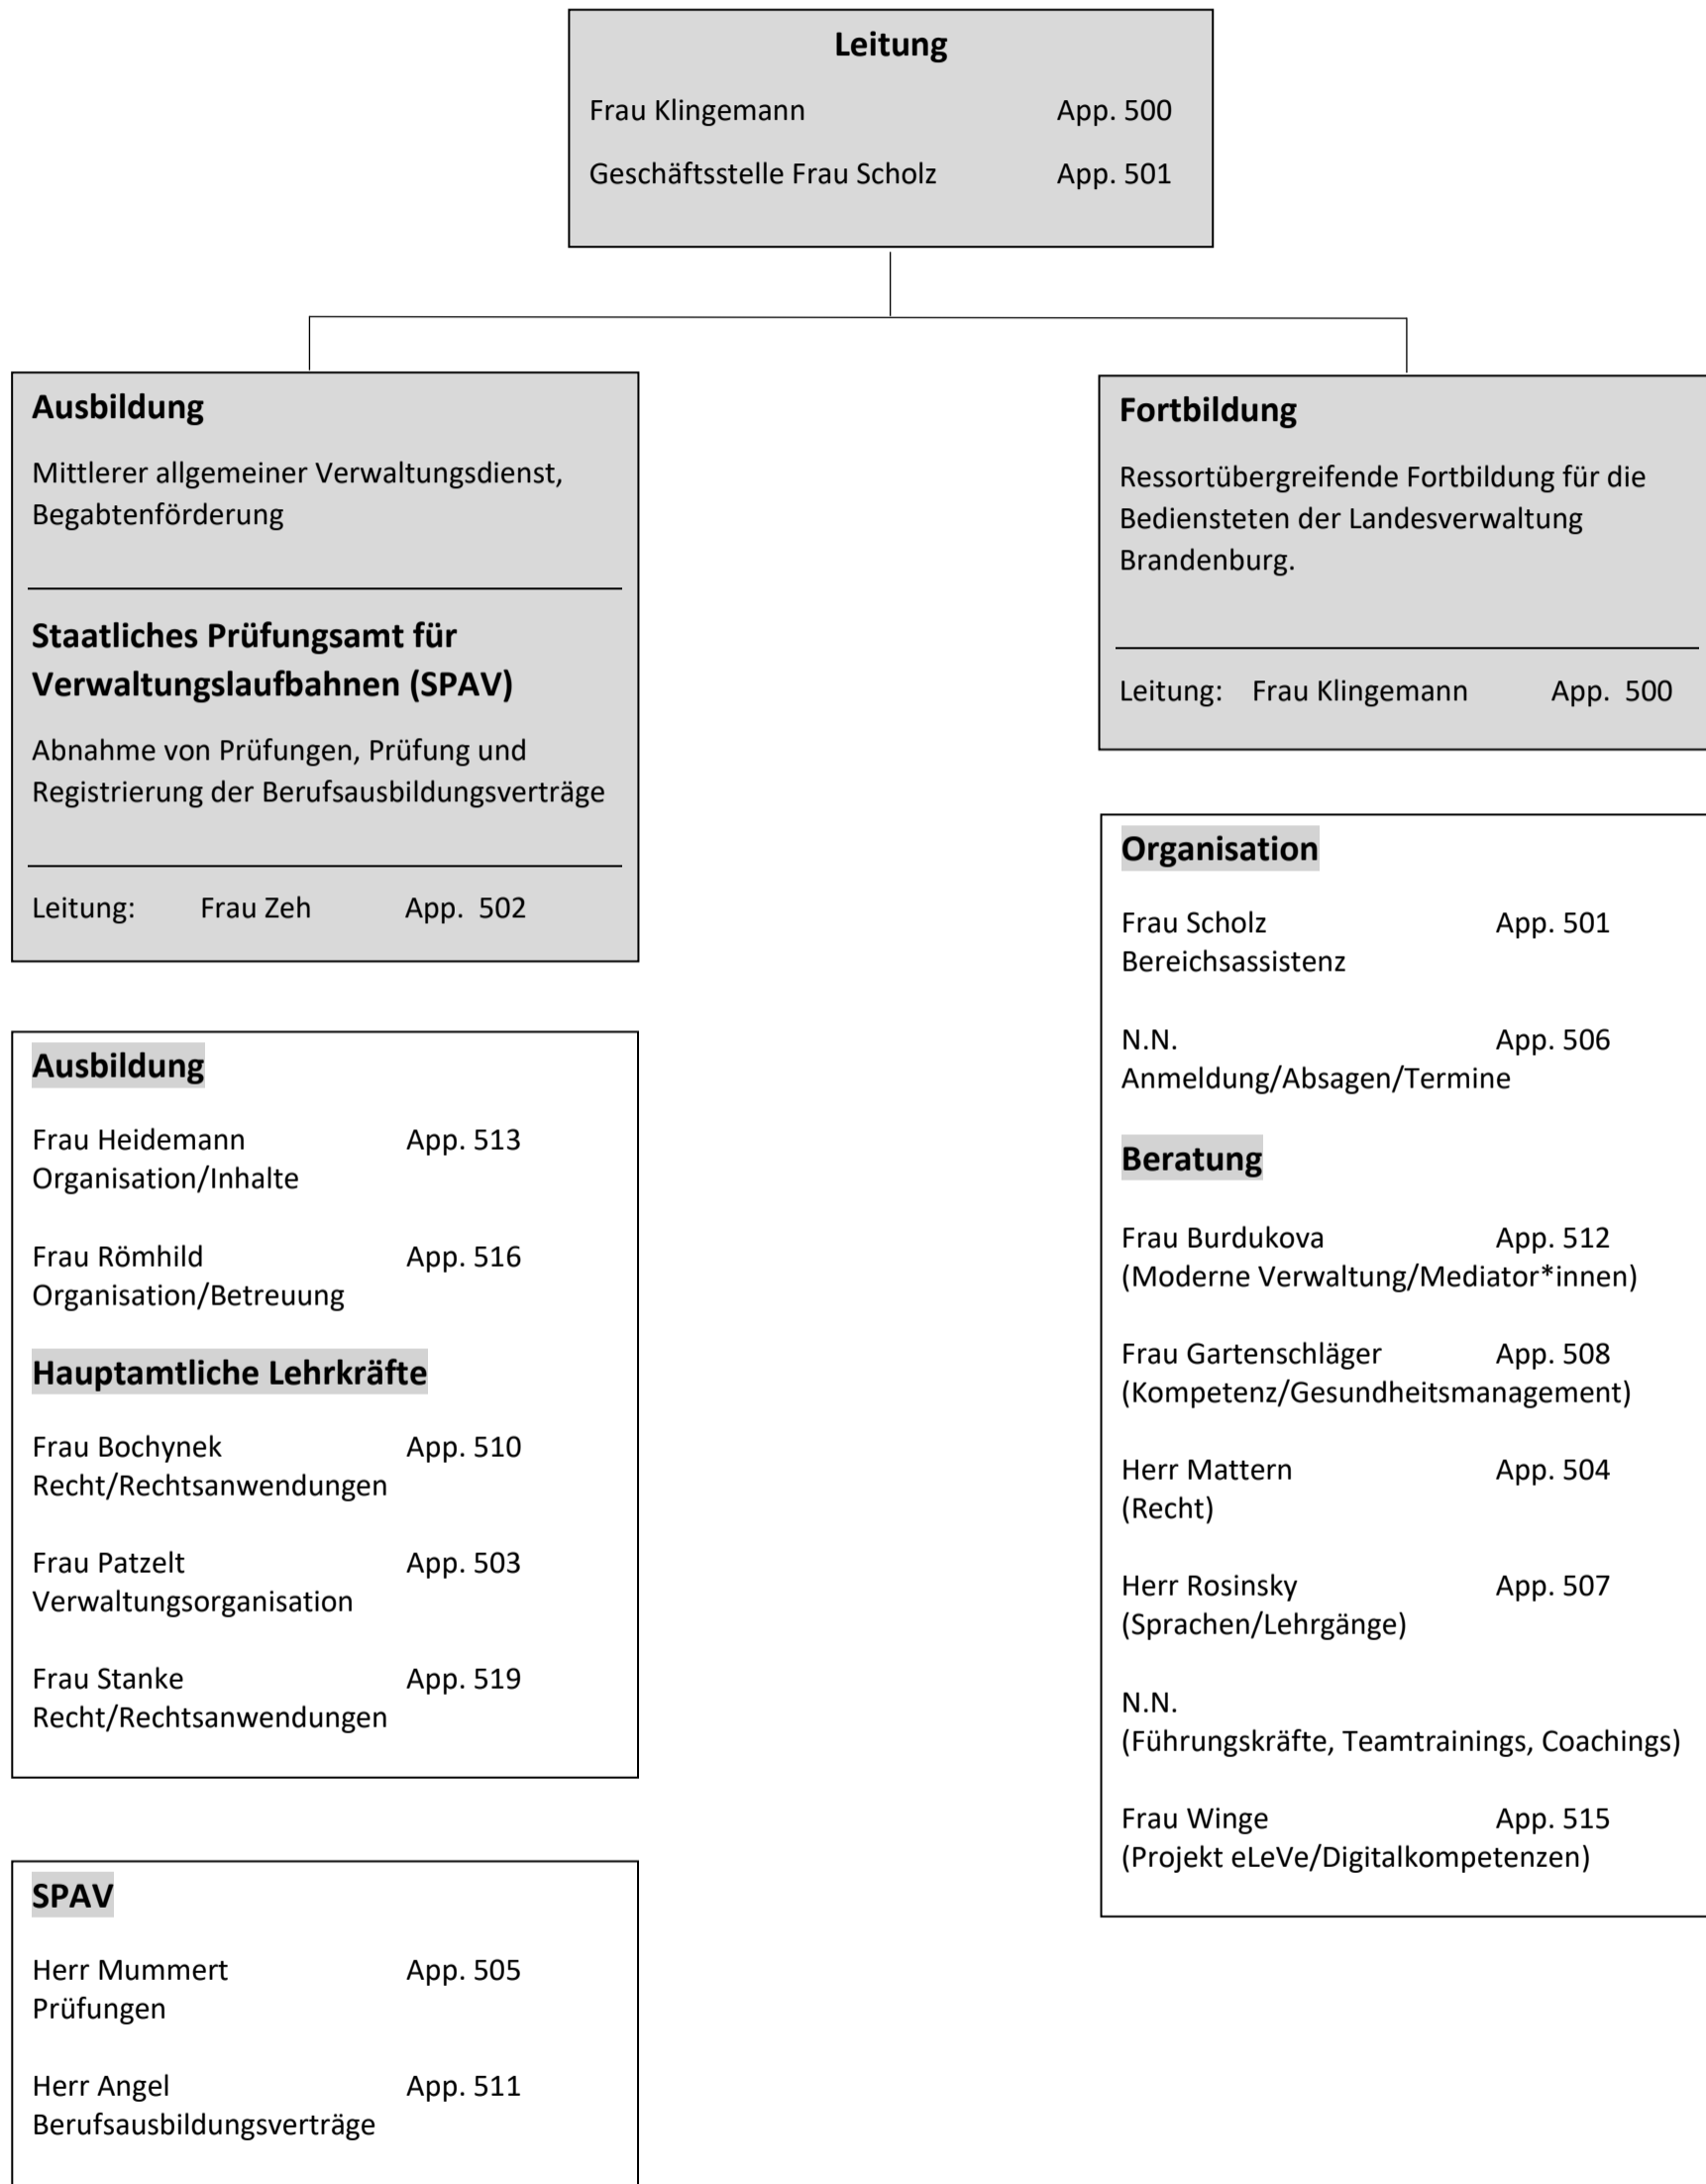 Leitung
Frau Klingemann App. 500
Geschäftsstelle Frau Scholz App. 501
Ausbildung
Mittlerer allgemeiner Verwaltungsdienst,
Begabtenförderung
Staatliches Prüfungsamt für
Verwaltungslaufbahnen (SPAV)
Abnahme von Prüfungen, Prüfung und
Registrierung der Berufsausbildungsverträge
Leitung: Frau Zeh App. 502
Ausbildung
Frau Heidemann App. 513
Organisation/Inhalte
Frau Römhild App. 516
Organisation/Betreuung
Hauptamtliche Lehrkräfte
Frau Bochynek App. 510
Recht/Rechtsanwendungen
Frau Patzelt App. 503
Verwaltungsorganisation
Frau Stanke App. 519
Recht/Rechtsanwendungen
SPAV
Herr Mummert App. 505
Prüfungen
Herr Angel App. 511
Berufsausbildungsverträge
Fortbildung
Ressortübergreifende Fortbildung für die
Bediensteten der Landesverwaltung
Brandenburg.
Leitung: Frau Klingemann App. 500
Organisation
Frau Scholz App. 501
Bereichsassistenz
N.N. App. 506
Anmeldung/Absagen/Termine
Beratung
Frau Burdukova App. 512
(Moderne Verwaltung/Mediator*innen)
Frau Gartenschläger App. 508
(Kompetenz/Gesundheitsmanagement)
Herr Mattern App. 504
(Recht)
Herr Rosinsky App. 507
(Sprachen/Lehrgänge)
N.N.
(Führungskräfte, Teamtrainings, Coachings)
Frau Winge App. 515
(Projekt eLeVe/Digitalkompetenzen)